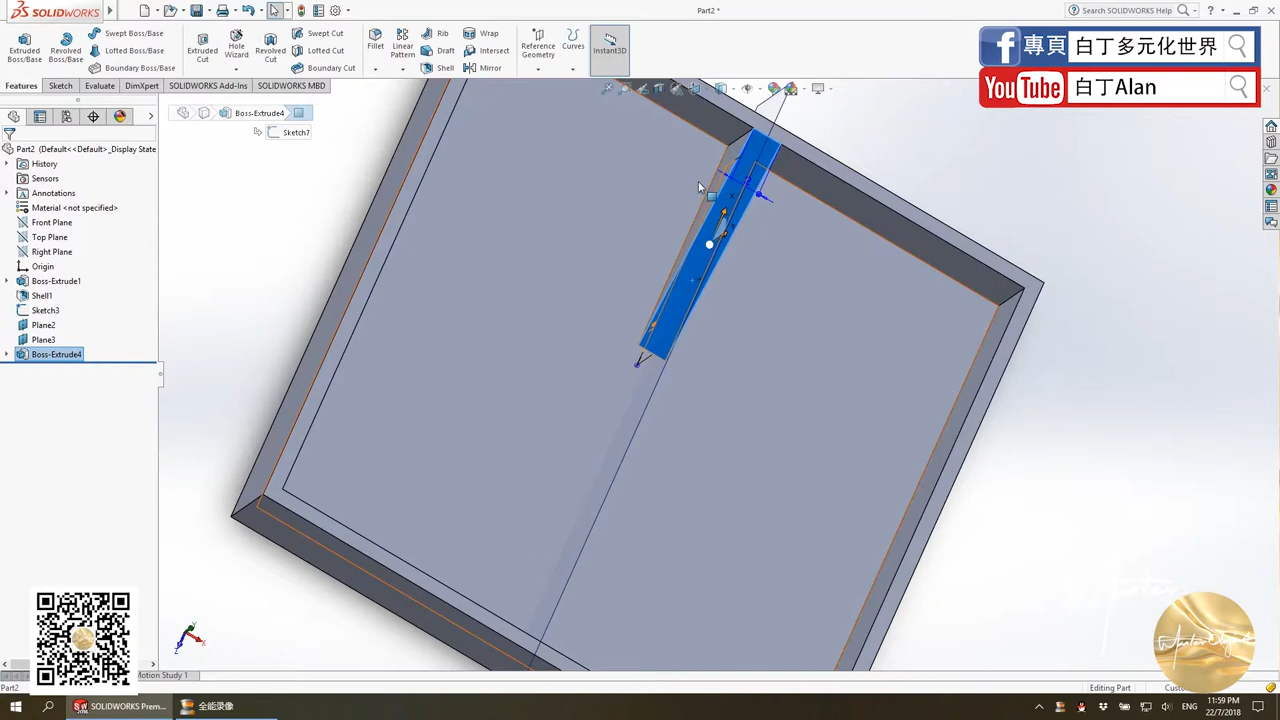 SOLIDWORKS
Part2 *
Search SOLIDWORKS Help
Extruded Boss/Base
Revolved Boss/Base
Swept Boss/Base
Lofted Boss/Base
Boundary Boss/Base
Extruded Cut
Hole Wizard
Revolved Cut
Swept Cut
Lofted Cut
Boundary Cut
Fillet
Linear Pattern
Rib
Draft
Shell
Wrap
Intersect
Mirror
Reference Geometry
Curves
Instant3D
專頁 白丁多元化世界
YouTube 白丁Alan
Features
Sketch
Evaluate
DimXpert
SOLIDWORKS Add-Ins
SOLIDWORKS MBD
Boss-Extrude4
Sketch7
Part2 (Default<<Default>_Display State
History
Sensors
Annotations
Material <not specified>
Front Plane
Top Plane
Right Plane
Origin
Boss-Extrude1
Shell1
Sketch3
Plane2
Plane3
Boss-Extrude4
Motion Study 1
Part2
Editing Part
SOLIDWORKS Prem...
全能录像
ENG
11:59 PM
22/7/2018